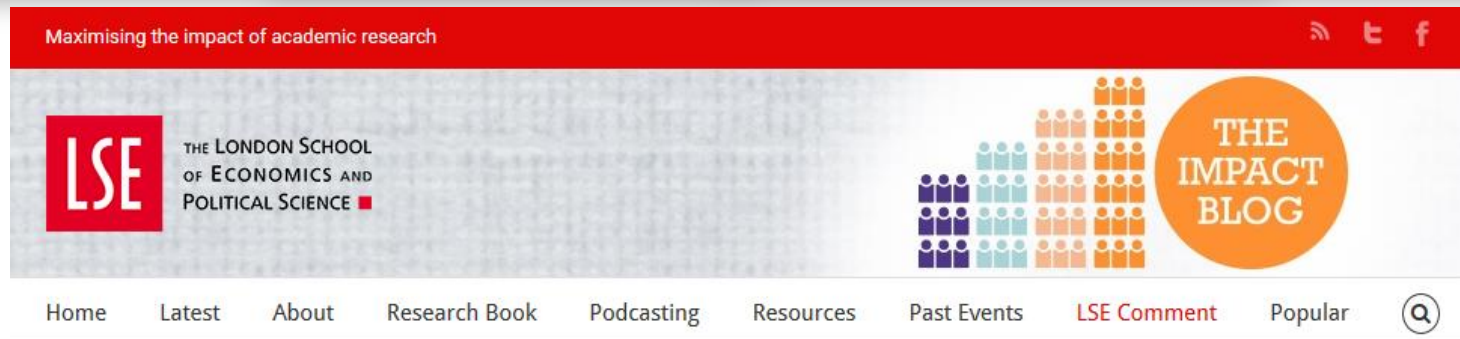 Maximising the impact of academic research
LSE
THE LONDON SCHOOL
OF ECONOMICS AND
POLITICAL SCIENCE
THE
IMPACT
BLOG
Home Latest About Research Book Podcasting Resources Past Events LSE Comment Popular